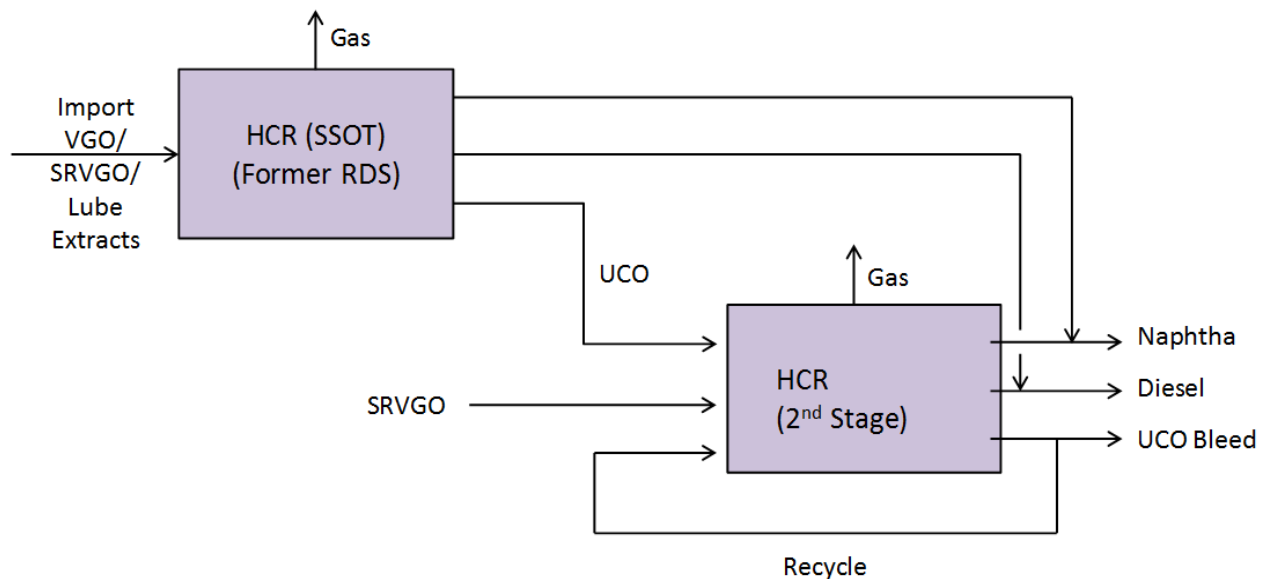 Gas
Import
VGO/
SRVGO/
Lube
Extracts
HCR (SSOT)
(Former RDS)
UCO
Gas
SRVGO
HCR
(2nd Stage)
Naphtha
Diesel
UCO Bleed
Recycle